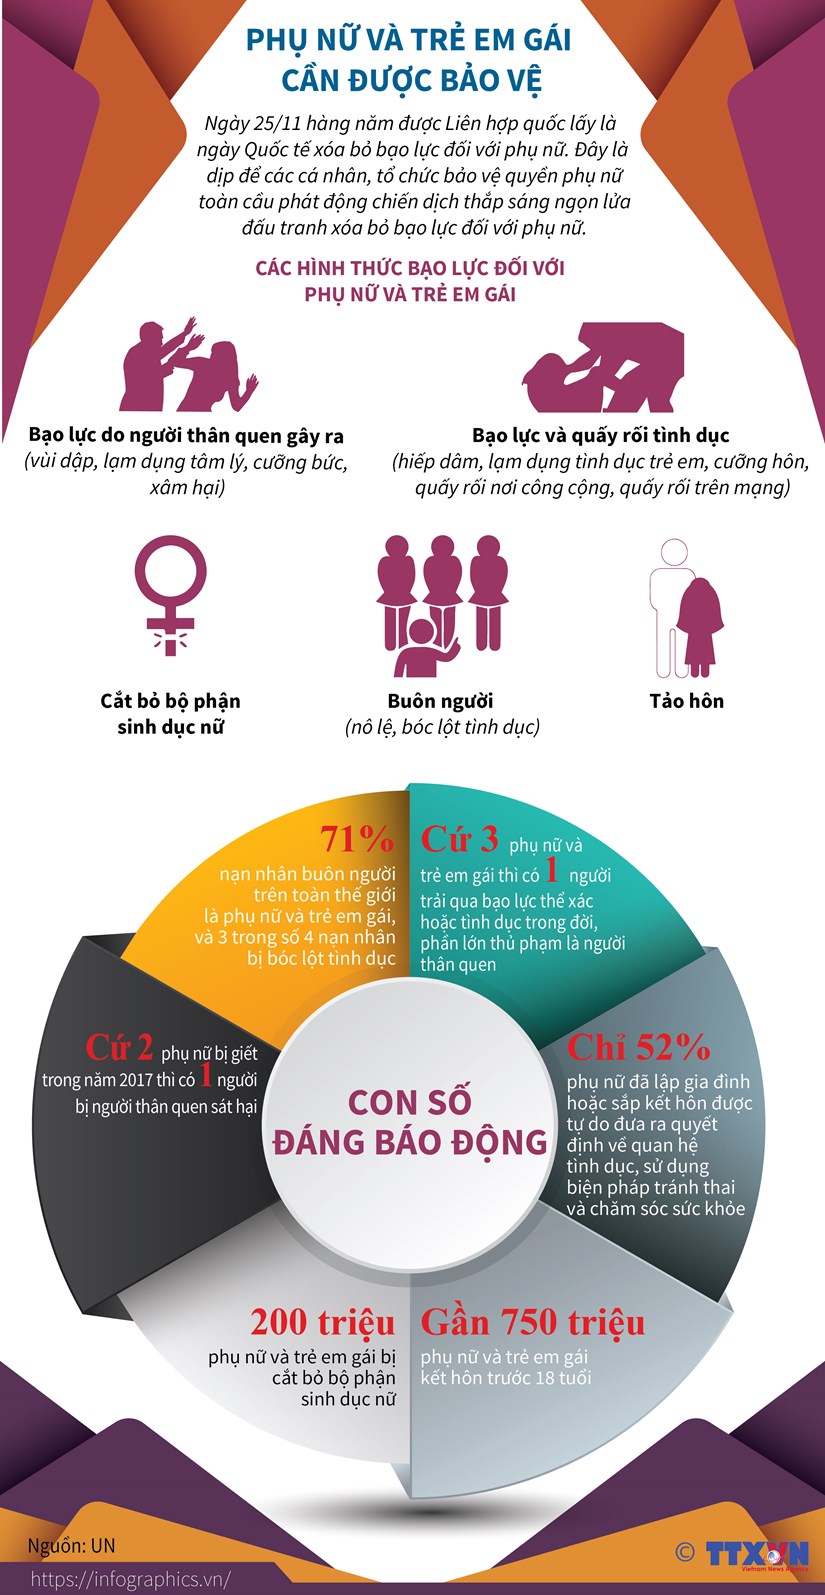 PHỤ NỮ VÀ TRẺ EM GÁI
CẦN ĐƯỢC BẢO VỆ
Ngày 25/11 hàng năm được Liên hợp quốc lấy là
ngày Quốc tế xóa bỏ bạo lực đối với phụ nữ. Đây là
dịp để các cá nhân, tổ chức bảo vệ quyền phụ nữ
toàn cầu phát động chiến dịch thắp sáng ngọn lửa
đấu tranh xóa bỏ bạo lực đối với phụ nữ.
CÁC HÌNH THỨC BẠO LỰC ĐỐI VỚI
PHỤ NỮ VÀ TRẺ EM GÁI
Bạo lực do người thân quen gây ra
(vùi dập, lạm dụng tâm lý, cưỡng bức,
xâm hại)
Bạo lực và quấy rối tình dục
(hiếp dâm, lạm dụng tình dục trẻ em, cưỡng hôn,
quấy rối nơi công cộng, quấy rối trên mạng)
Cắt bỏ bộ phận
sinh dục nữ
Buôn người
(nô lệ, bóc lột tình dục)
Tảo hôn
71%
nạn nhân buôn người
trên toàn thế giới
là phụ nữ và trẻ em gái,
và 3 trong số 4 nạn nhân
bị bóc lột tình dục
Cứ 3 phụ nữ và
trẻ em gái thì có 1 người
trải qua bạo lực thể xác
hoặc tình dục trong đời,
phần lớn thủ phạm là người
thân quen
Cứ 2 phụ nữ bị giết
trong năm 2017 thì có 1 người
bị người thân quen sát hại
CON SỐ
ĐÁNG BÁO ĐỘNG
Chỉ 52%
phụ nữ đã lập gia đình
hoặc sắp kết hôn được
tự do đưa ra quyết
định về quan hệ
tình dục, sử dụng
biện pháp tránh thai
và chăm sóc sức khỏe
200 triệu
phụ nữ và trẻ em gái bị
cắt bỏ bộ phận
sinh dục nữ
Gần 750 triệu
phụ nữ và trẻ em gái
kết hôn trước 18 tuổi
Nguồn: UN
https://infographics.vn/
© TTXVN
Vietnam News Agency